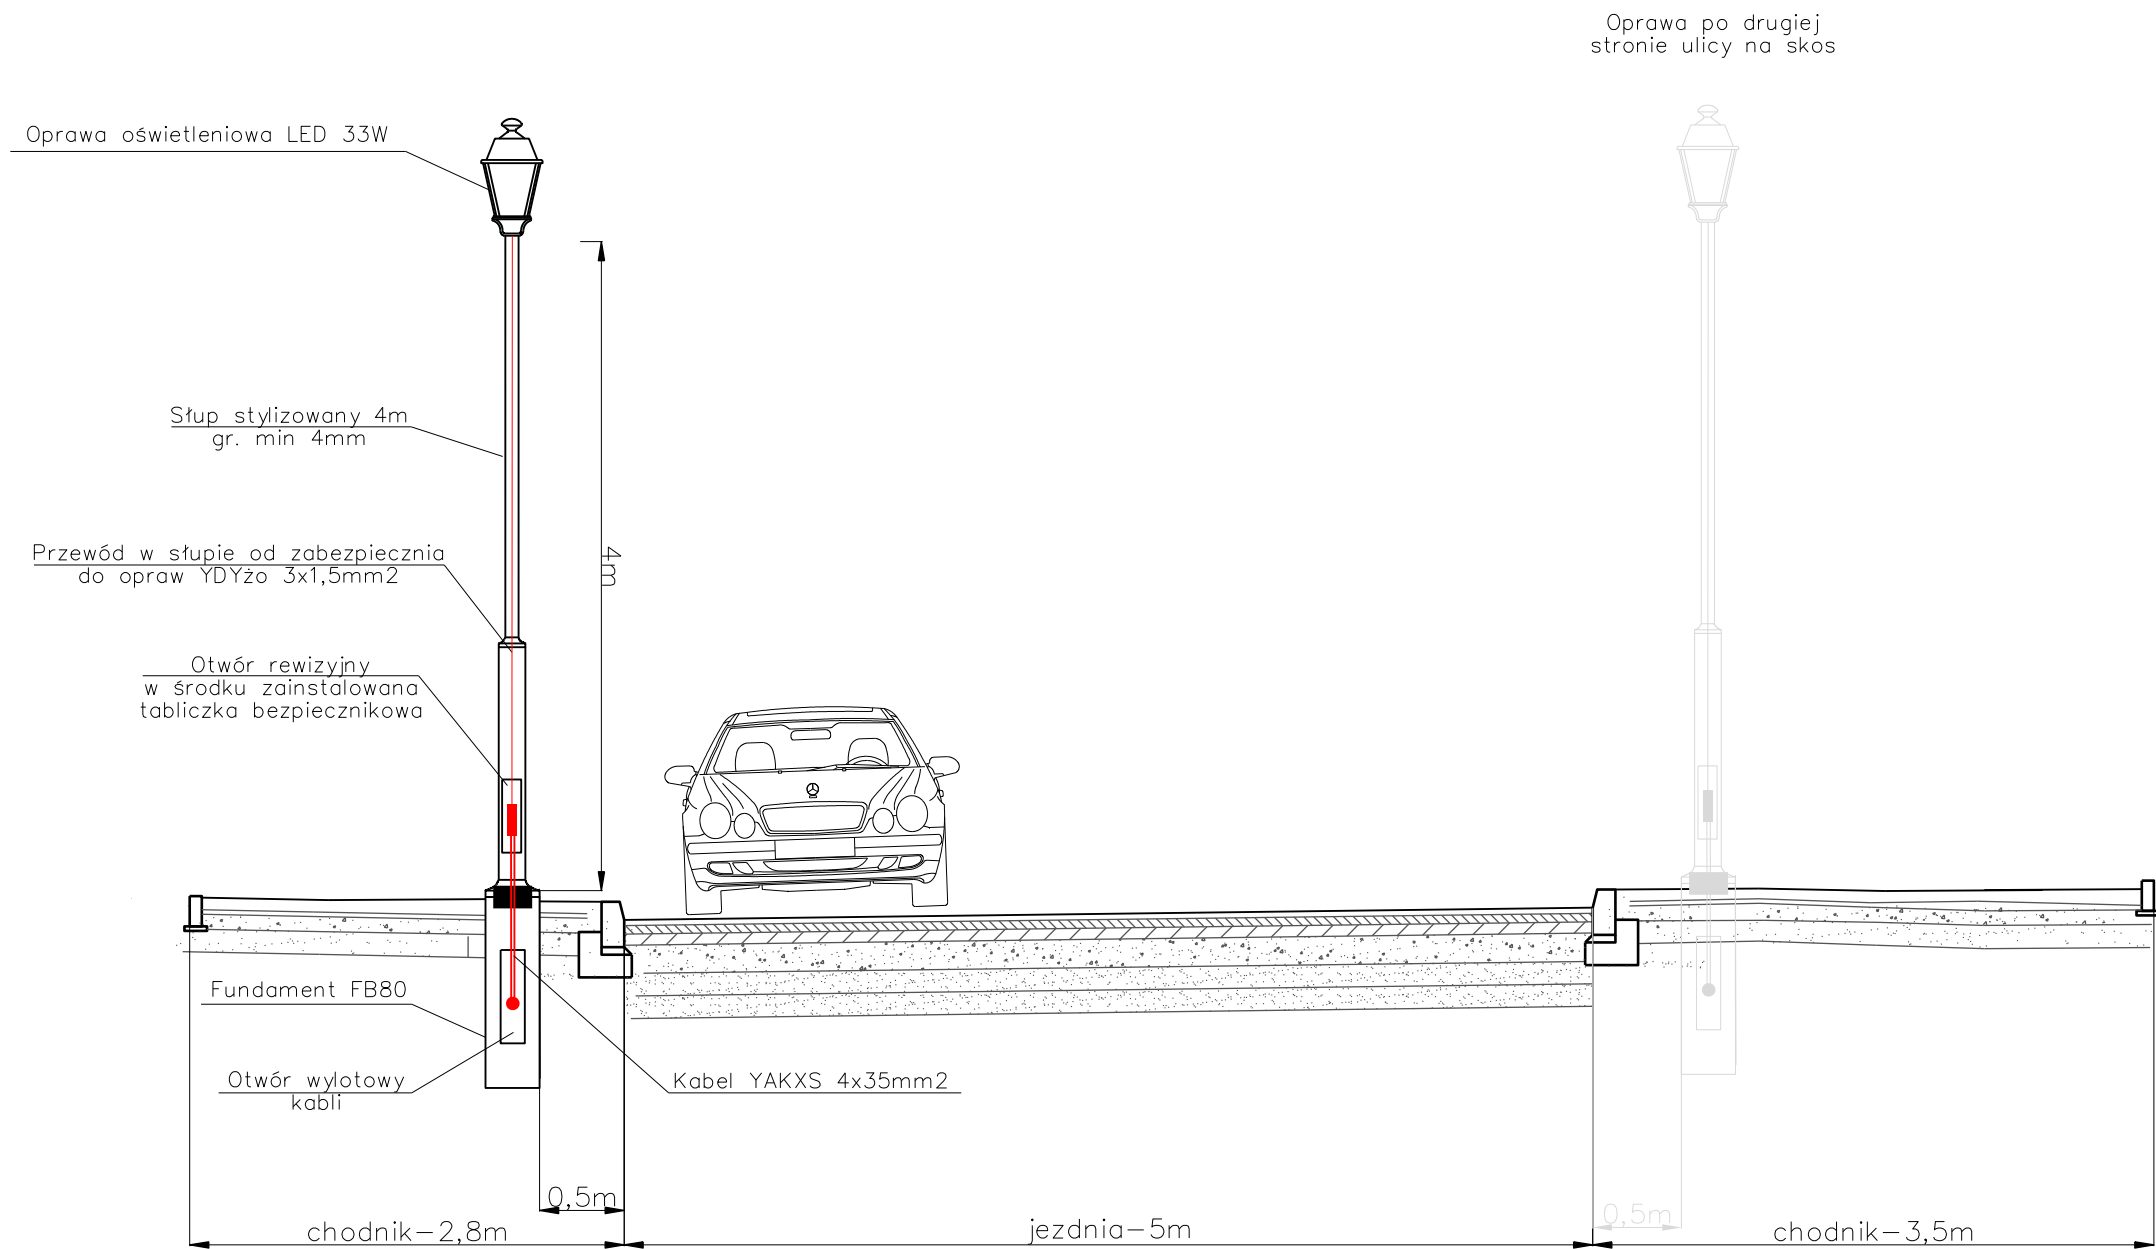 Oprawa po drugiej
stronie ulicy na skos
Oprawa oświetleniowa LED 33W
Słup stylizowany 4m
gr. min 4mm
4m
Przewód w słupie od zabezpiecznia
do opraw YDYżo 3x1,5mm2
Otwór rewizyjny
w środku zainstalowana
tabliczka bezpiecznikowa
Fundament FB80
Otwór wylotowy
kabli
Kabel YAKXS 4x35mm2
0,5m
0,5m
chodnik-2,8m
jezdnia-5m
chodnik-3,5m